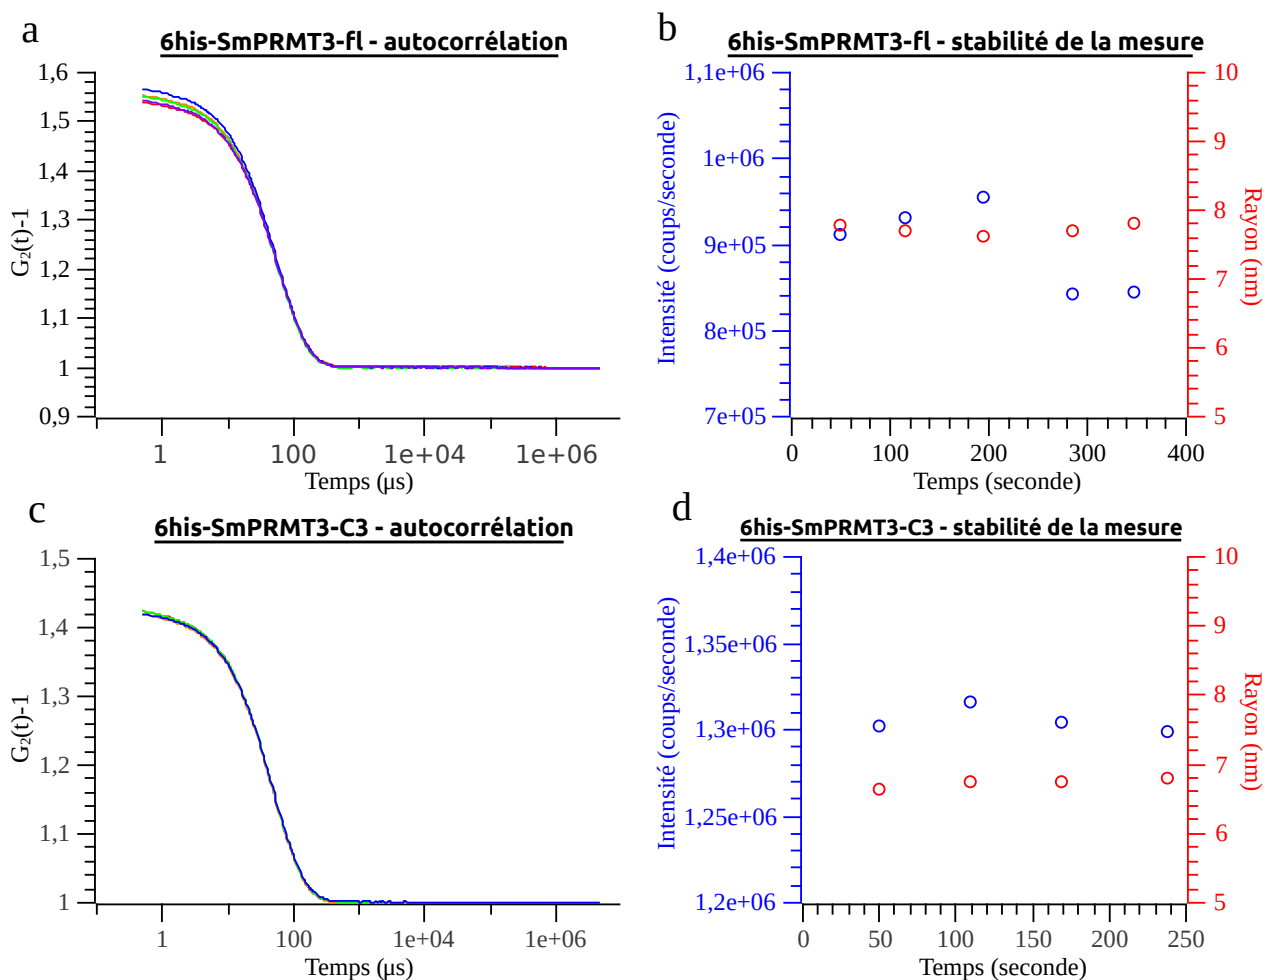 a
6his-SmPRMT3-fl - autocorrélation
1,6
1,5
1,4
1,3
1,2
1,1
1
0,9
G₂(t)-1
1
100
1e+04
1e+06
Temps (µs)
b
6his-SmPRMT3-fl - stabilité de la mesure
1,1e+06
1e+06
9e+05
8e+05
7e+05
Intensité (coups/seconde)
10
9
8
7
6
5
Rayon (nm)
0
100
200
300
400
Temps (seconde)
c
6his-SmPRMT3-C3 - autocorrélation
1,5
1,4
1,3
1,2
1,1
1
G₂(t)-1
1
100
1e+04
1e+06
Temps (µs)
d
6his-SmPRMT3-C3 - stabilité de la mesure
1,4e+06
1,35e+06
1,3e+06
1,25e+06
1,2e+06
Intensité (coups/seconde)
10
9
8
7
6
5
Rayon (nm)
0
50
100
150
200
250
Temps (seconde)